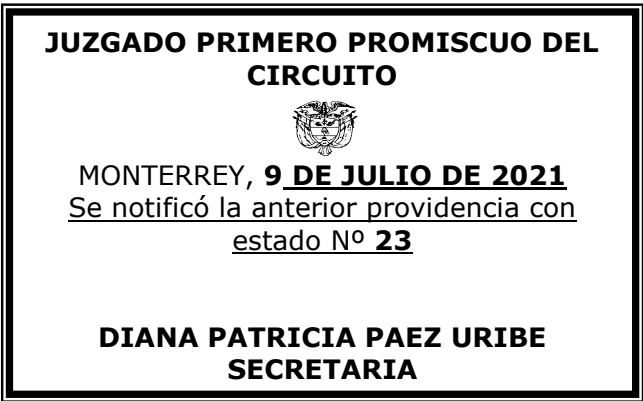 JUZGADO PRIMERO PROMISCUO DEL
CIRCUITO
MONTERREY, 9 DE JULIO DE 2021
Se notificó la anterior providencia con
estado Nº 23
DIANA PATRICIA PAEZ URIBE
SECRETARIA